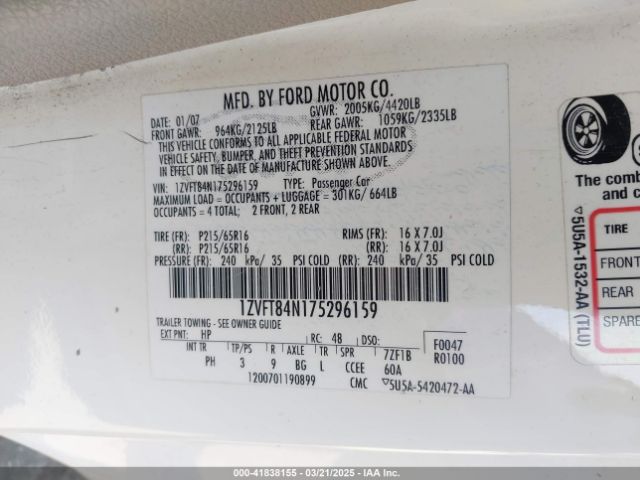 MFD. BY FORD MOTOR CO.
DATE: 01/07 GVWR: 2005KG/4420LB
FRONT GAWR: 964KG/2125LB REAR GAWR: 1059KG/2335LB
THIS VEHICLE CONFORMS TO ALL APPLICABLE FEDERAL MOTOR
VEHICLE SAFETY, BUMPER, AND THEFT PREVENTION STANDARDS
IN EFFECT ON THE DATE OF MANUFACTURE SHOWN ABOVE.
VIN: 1ZVFT84N175296159 TYPE: Passenger Car
MAXIMUM LOAD = OCCUPANTS + LUGGAGE = 301KG/ 664LB
OCCUPANTS = 4 TOTAL; 2 FRONT, 2 REAR
TIRE (FR): P215/65R16 RIMS (FR): 16 X 7.0J
(RR): P215/65R16 (RR): 16 X 7.0J
PRESSURE (FR): 240 kPa/ 35 PSI COLD (RR): 240 kPa/ 35 PSI COLD
1ZVFT84N175296159
TRAILER TOWING - SEE OWNER GUIDE
EXT PNT: HP RC: 48 DSO: F0047
INT TR TP/PS R AXLE TR SPR 7ZF1B R0100
PH 3 9 BG L CCEE 60A
1200701190899 CMC ▽5U5A-5420472-AA
The comb
and c
TIRE
FRONT
REAR
SPARE
▽5U5A-1532-AA (TLU)
000-41838155 - 03/21/2025 - IAA Inc.